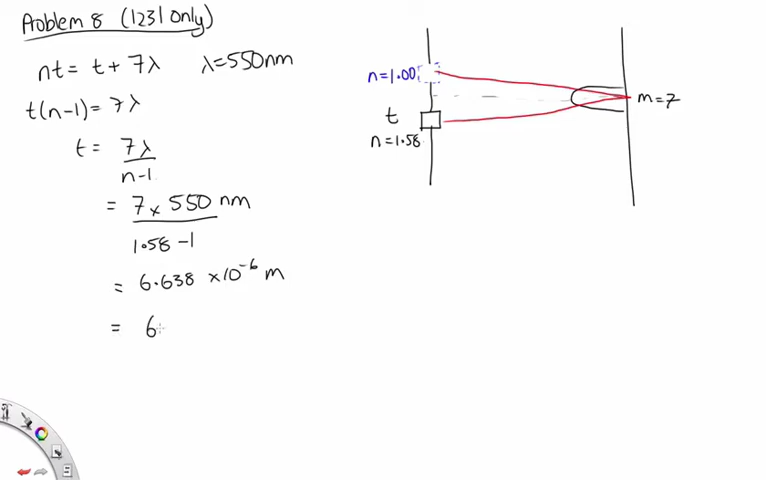 Problem 8 (1231 only)
nt = t + 7λ λ=550nm
t(n-1) = 7λ
t = 7λ
n-1
= 7 × 550 nm
1.58 -1
= 6.638 ×10⁻⁶ m
= 6
n=1.00
t
n=1.58
m=7